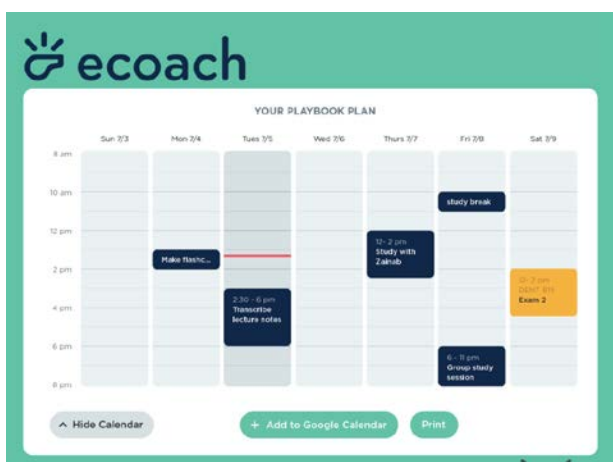 ecoach
YOUR PLAYBOOK PLAN
Sun 7/3 Mon 7/4 Tues 7/5 Wed 7/6 Thurs 7/7 Fri 7/8 Sat 7/9
8 am
10 am
study break
12 pm
12- 2 pm
Study with
Zainab
Make flashc...
2 pm
2:30 - 6 pm
Transcribe
lecture notes
Exam 2
4 pm
6 pm
6 - 11 pm
Group study
session
8 pm
Hide Calendar
+ Add to Google Calendar
Print